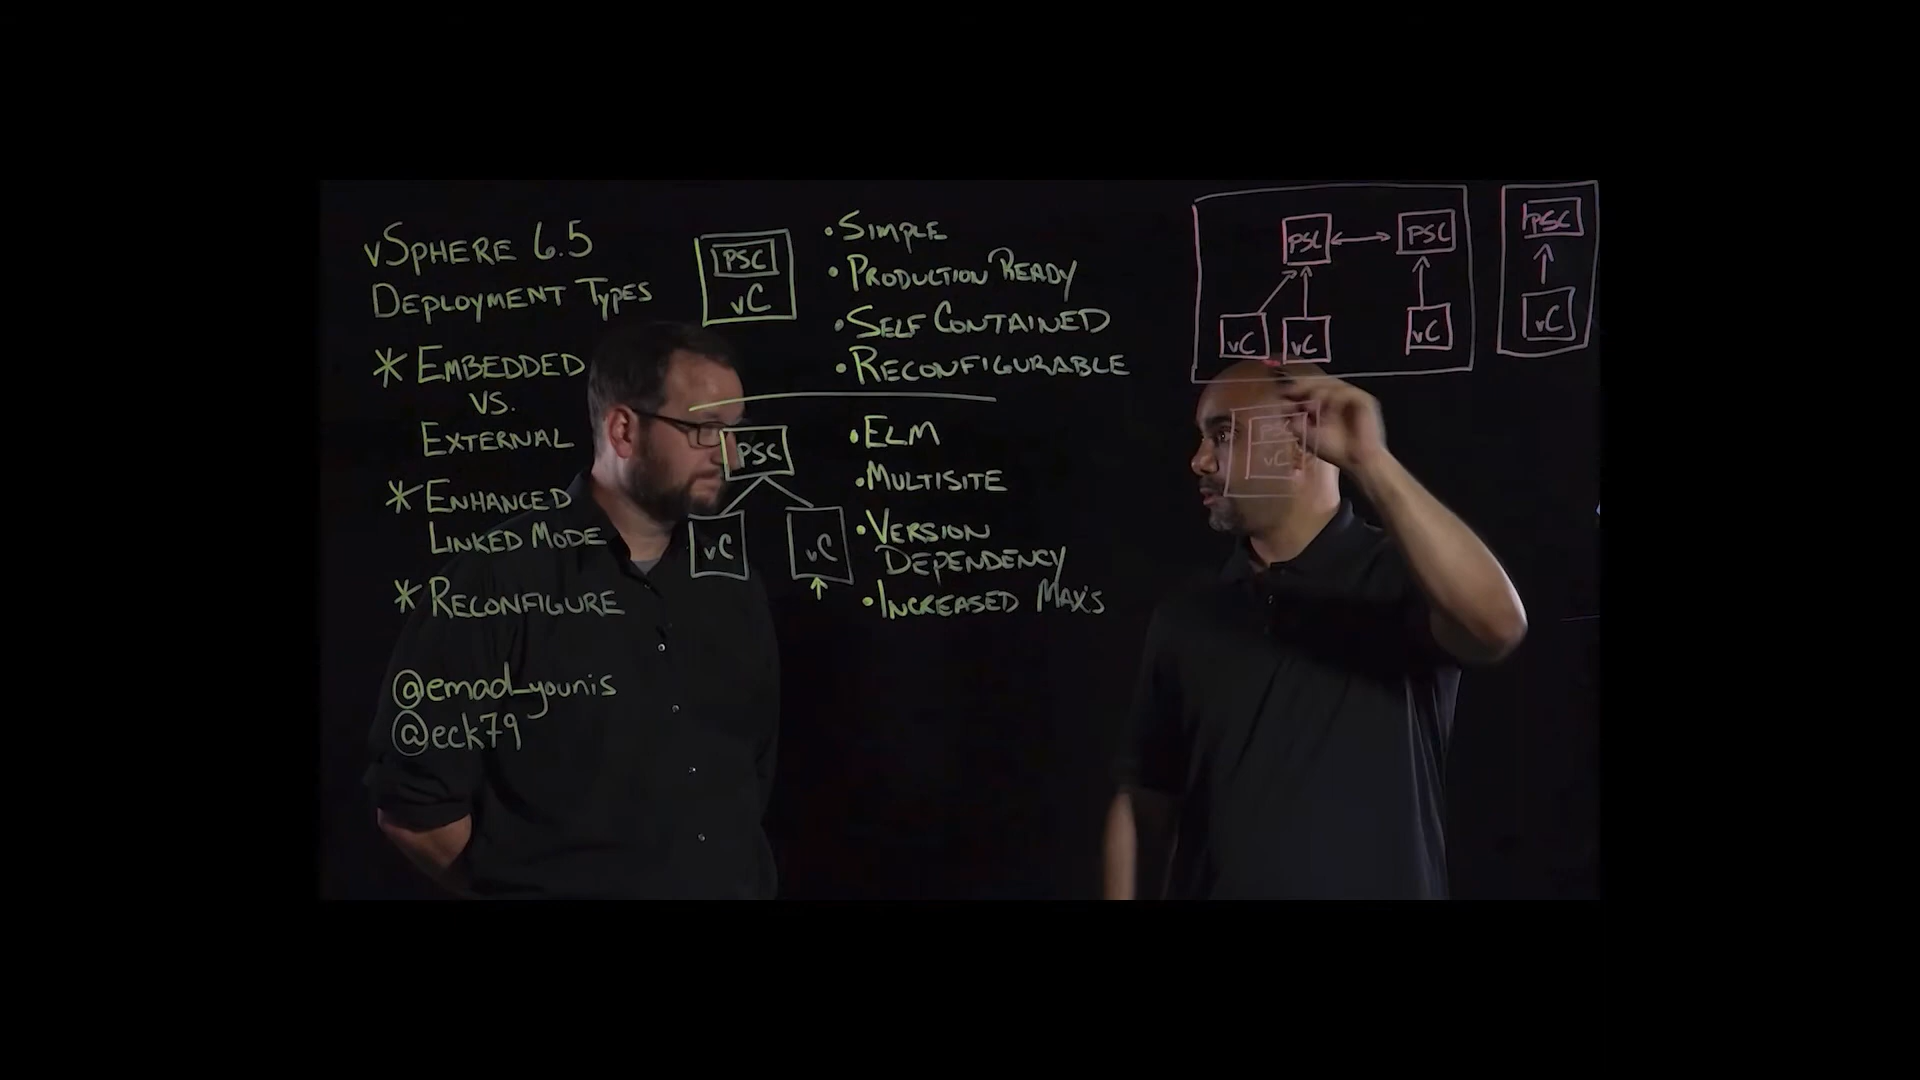 vSPHERE 6.5
DEPLOYMENT TYPES
* EMBEDDED
VS.
EXTERNAL
* ENHANCED
LINKED MODE
* RECONFIGURE
@emad_younis
@eck79
PSC
vC
• SIMPLE
• PRODUCTION READY
• SELF CONTAINED
• RECONFIGURABLE
PSC
vC vC
• ELM
• MULTISITE
• VERSION
DEPENDENCY
• INCREASED MAX'S
PSC PSC
vC vC vC
PSC
vC
PSC
vC